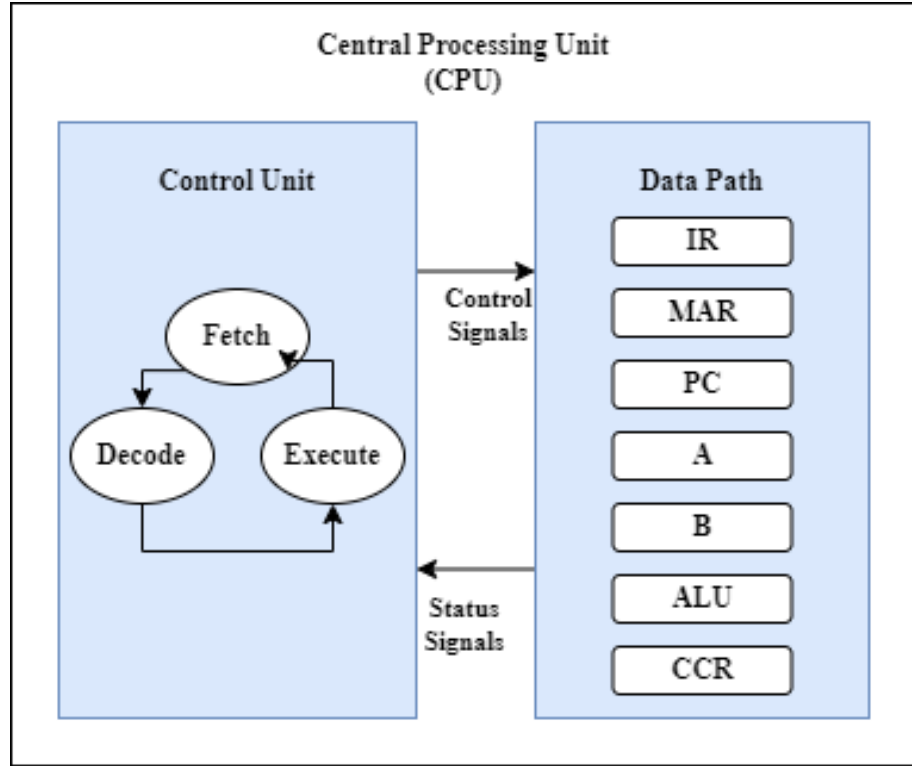 Central Processing Unit
(CPU)
Control Unit
Fetch
Decode
Execute
Control
Signals
Status
Signals
Data Path
IR
MAR
PC
A
B
ALU
CCR